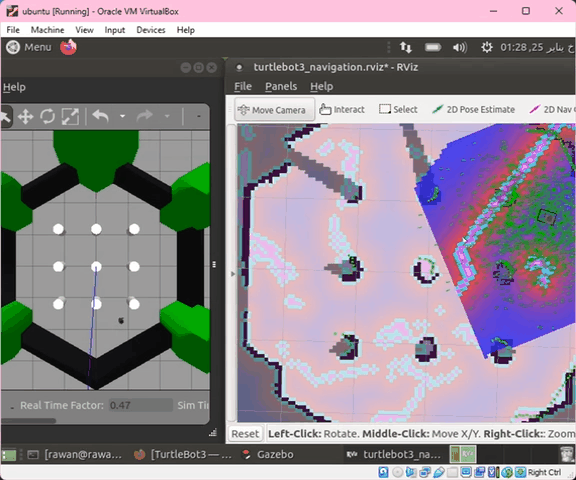 ubuntu [Running] - Oracle VM VirtualBox
File Machine View Input Devices Help
Menu
01:28 ,25 يناير
turtlebot3_navigation.rviz* - RViz
Help
File Panels Help
Move Camera Interact Select 2D Pose Estimate 2D Nav
Real Time Factor: 0.47 Sim Ti
Reset Left-Click: Rotate. Middle-Click: Move X/Y. Right-Click:: Zoom
[rawan@rawa... [TurtleBot3 — ... Gazebo turtlebot3_na...
Right Ctrl